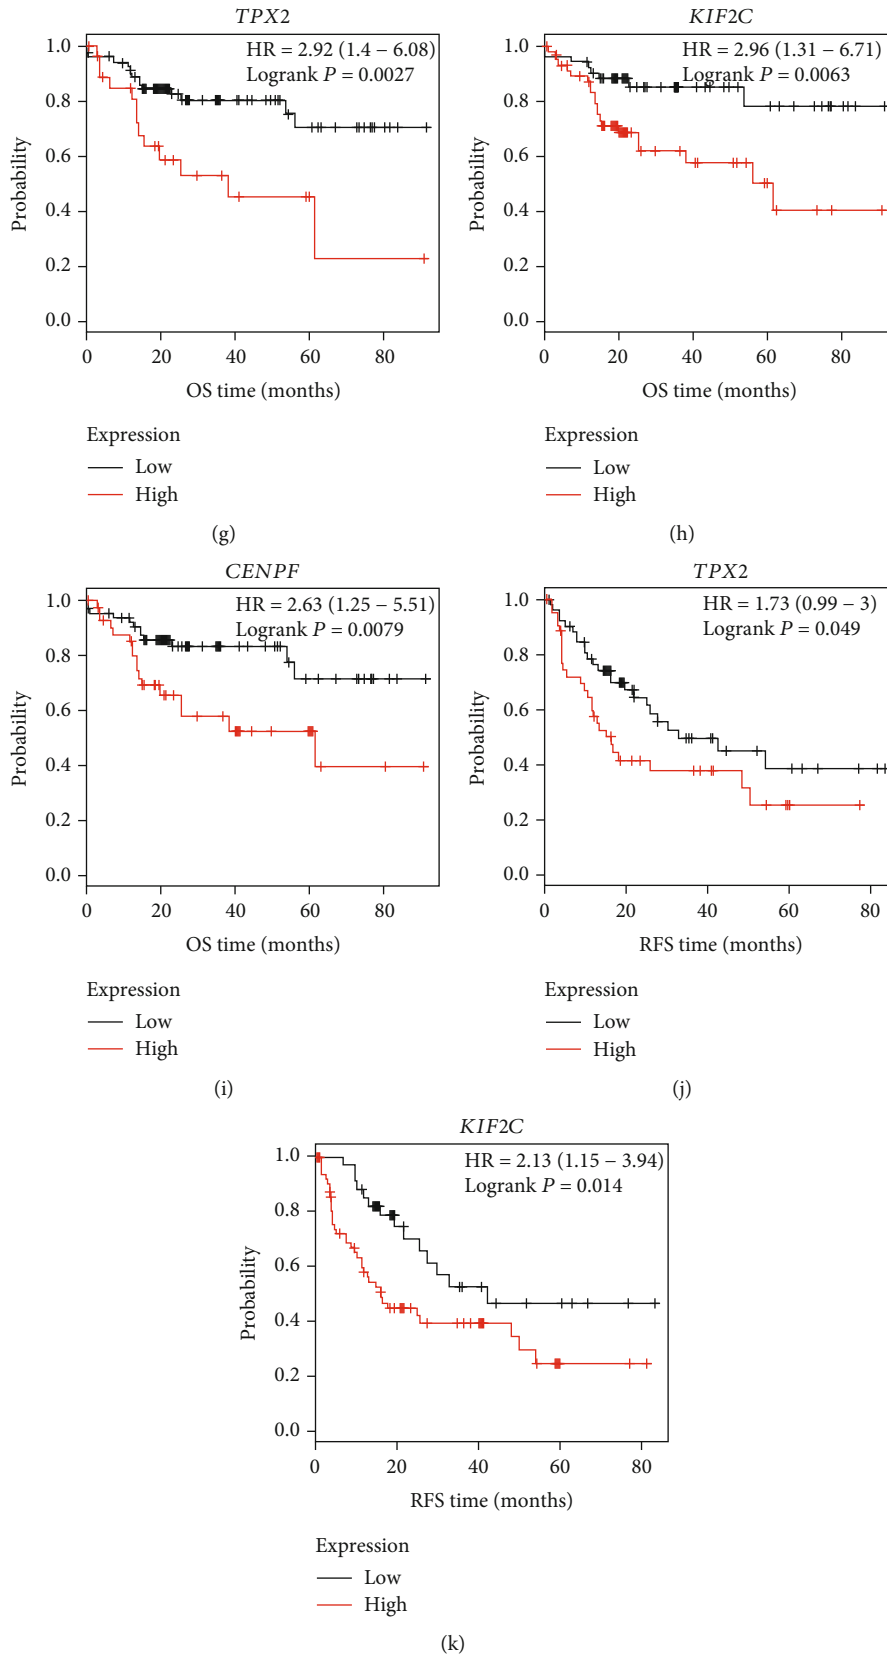 TPX2
HR = 2.92 (1.4 – 6.08)
Logrank P = 0.0027
Probability
1.0
0.8
0.6
0.4
0.2
0.0
0 20 40 60 80
OS time (months)
Expression
Low
High
(g)
KIF2C
HR = 2.96 (1.31 – 6.71)
Logrank P = 0.0063
Probability
1.0
0.8
0.6
0.4
0.2
0.0
0 20 40 60 80
OS time (months)
Expression
Low
High
(h)
CENPF
HR = 2.63 (1.25 – 5.51)
Logrank P = 0.0079
Probability
1.0
0.8
0.6
0.4
0.2
0.0
0 20 40 60 80
OS time (months)
Expression
Low
High
(i)
TPX2
HR = 1.73 (0.99 – 3)
Logrank P = 0.049
Probability
1.0
0.8
0.6
0.4
0.2
0.0
0 20 40 60 80
RFS time (months)
Expression
Low
High
(j)
KIF2C
HR = 2.13 (1.15 – 3.94)
Logrank P = 0.014
Probability
1.0
0.8
0.6
0.4
0.2
0.0
0 20 40 60 80
RFS time (months)
Expression
Low
High
(k)